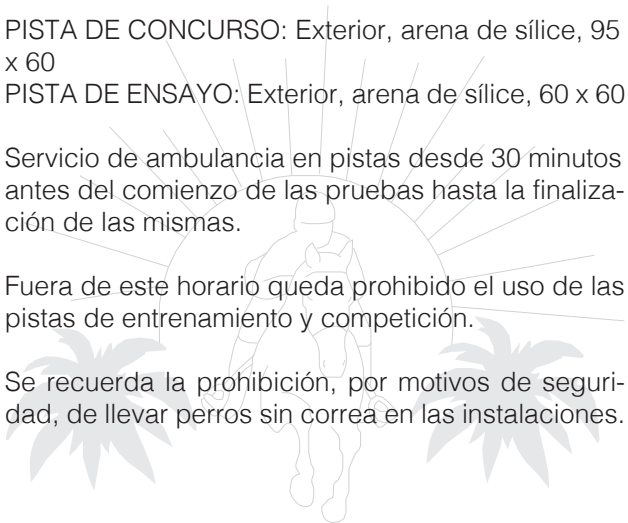 PISTA DE CONCURSO: Exterior, arena de sílice, 95
x 60
PISTA DE ENSAYO: Exterior, arena de sílice, 60 x 60
Servicio de ambulancia en pistas desde 30 minutos
antes del comienzo de las pruebas hasta la finaliza-
ción de las mismas.
Fuera de este horario queda prohibido el uso de las
pistas de entrenamiento y competición.
Se recuerda la prohibición, por motivos de seguri-
dad, de llevar perros sin correa en las instalaciones.